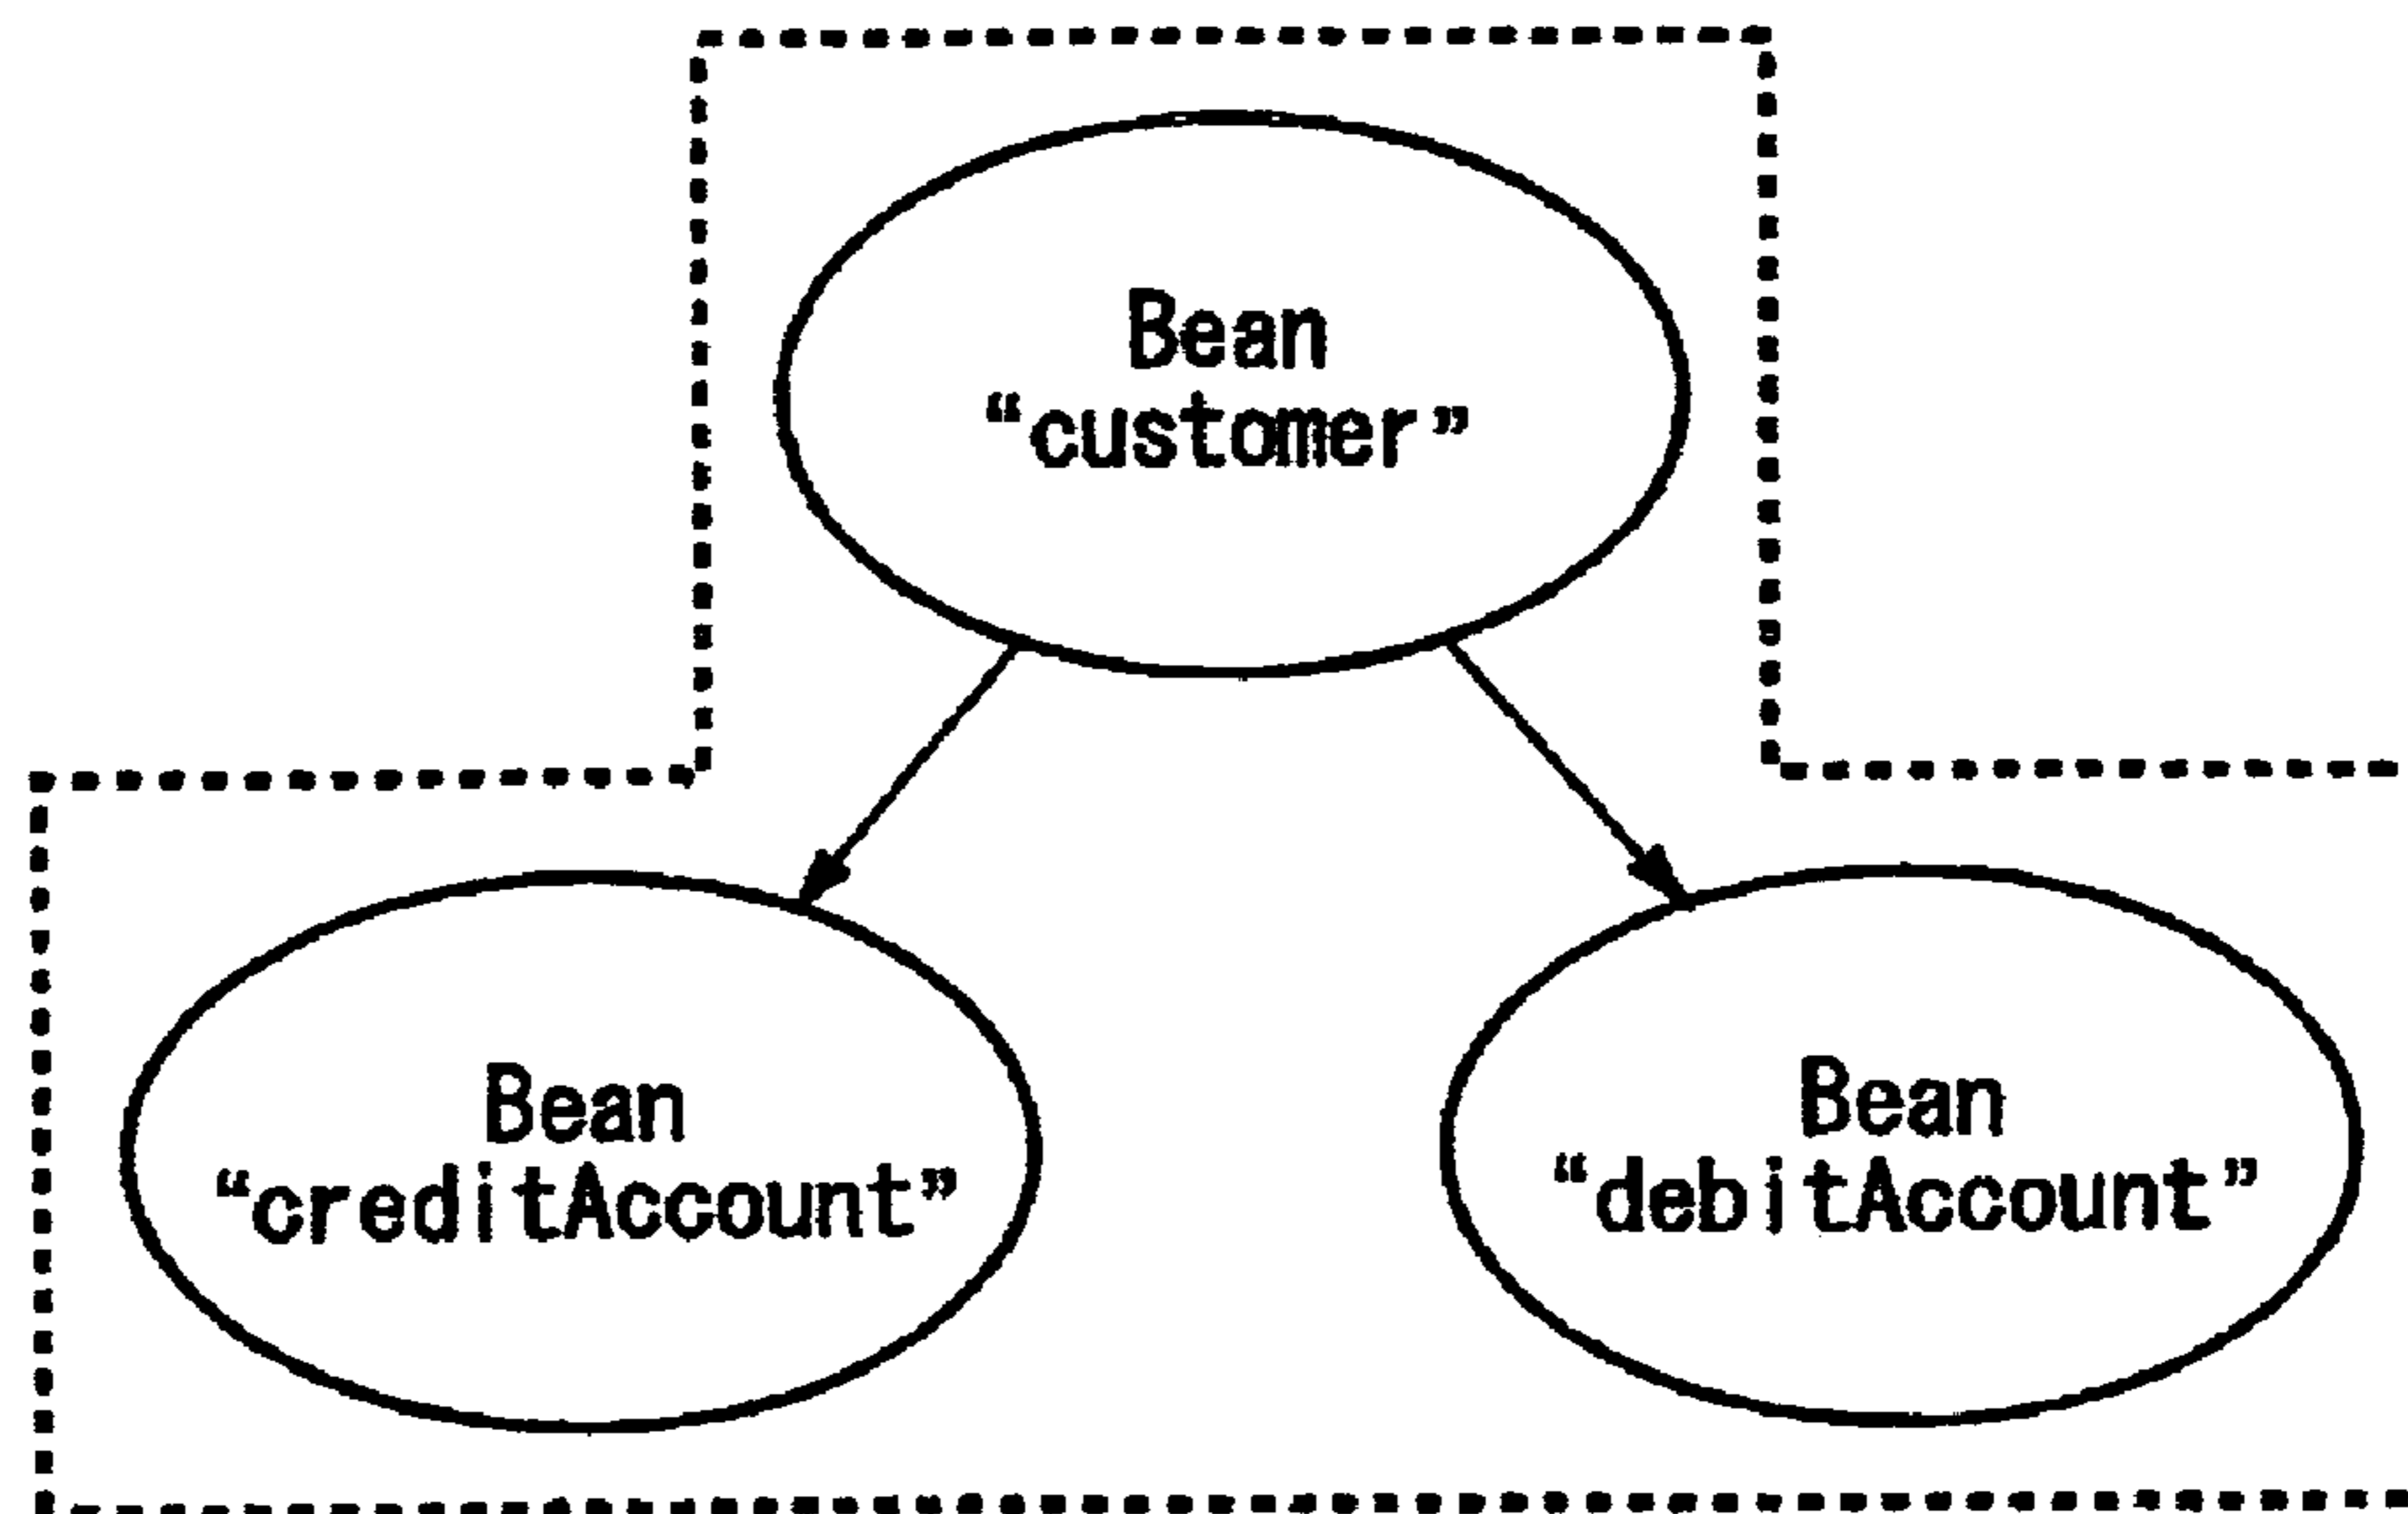 Bean
“customer”
Bean
“creditAccount”
Bean
“debitAccount”